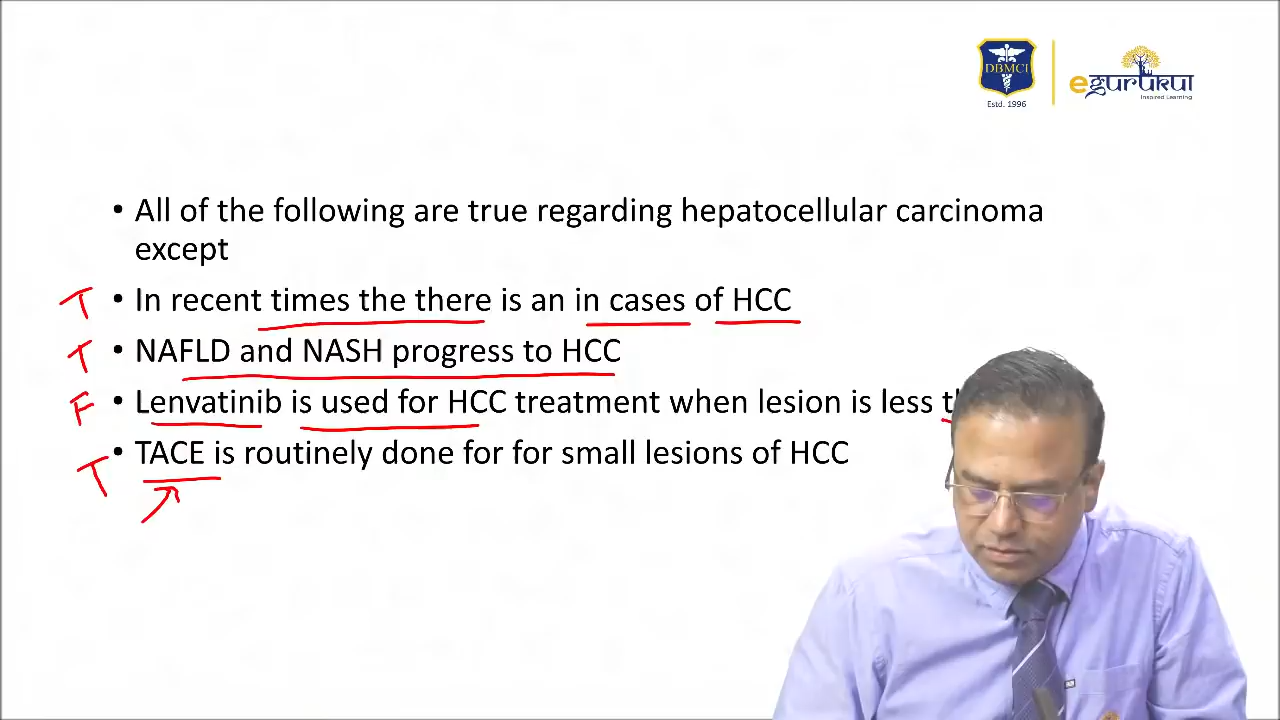 DBMCI
Estd. 1996
egurukul
Inspired Learning
• All of the following are true regarding hepatocellular carcinoma
except
T • In recent times the there is an in cases of HCC
T • NAFLD and NASH progress to HCC
F • Lenvatinib is used for HCC treatment when lesion is less
T • TACE is routinely done for for small lesions of HCC